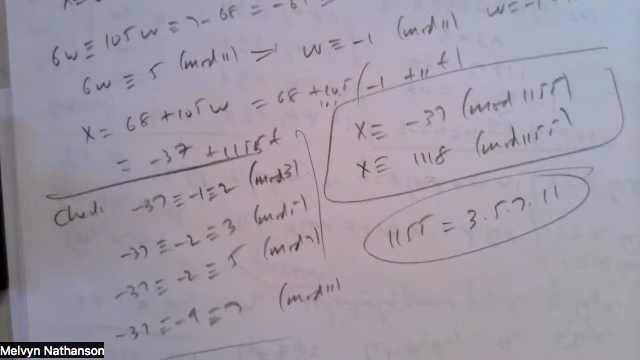 6w ≡ 105w ≡ 7-68 = -61 ≡
6w ≡ 5 (mod 11) => w ≡ -1 (mod 11)
x = 68 + 105w = 68 + 105(-1 + 11t)
= -37 + 1155t
x ≡ -37 (mod 1155)
x ≡ 1118 (mod 1155)
1155 = 3.5.7.11
Check -37 ≡ -1 ≡ 2 (mod 3)
-37 ≡ -2 ≡ 3 (mod 5)
-37 ≡ -2 ≡ 5 (mod 7)
-37 ≡ -4 ≡ 7 (mod 11)
Melvyn Nathanson